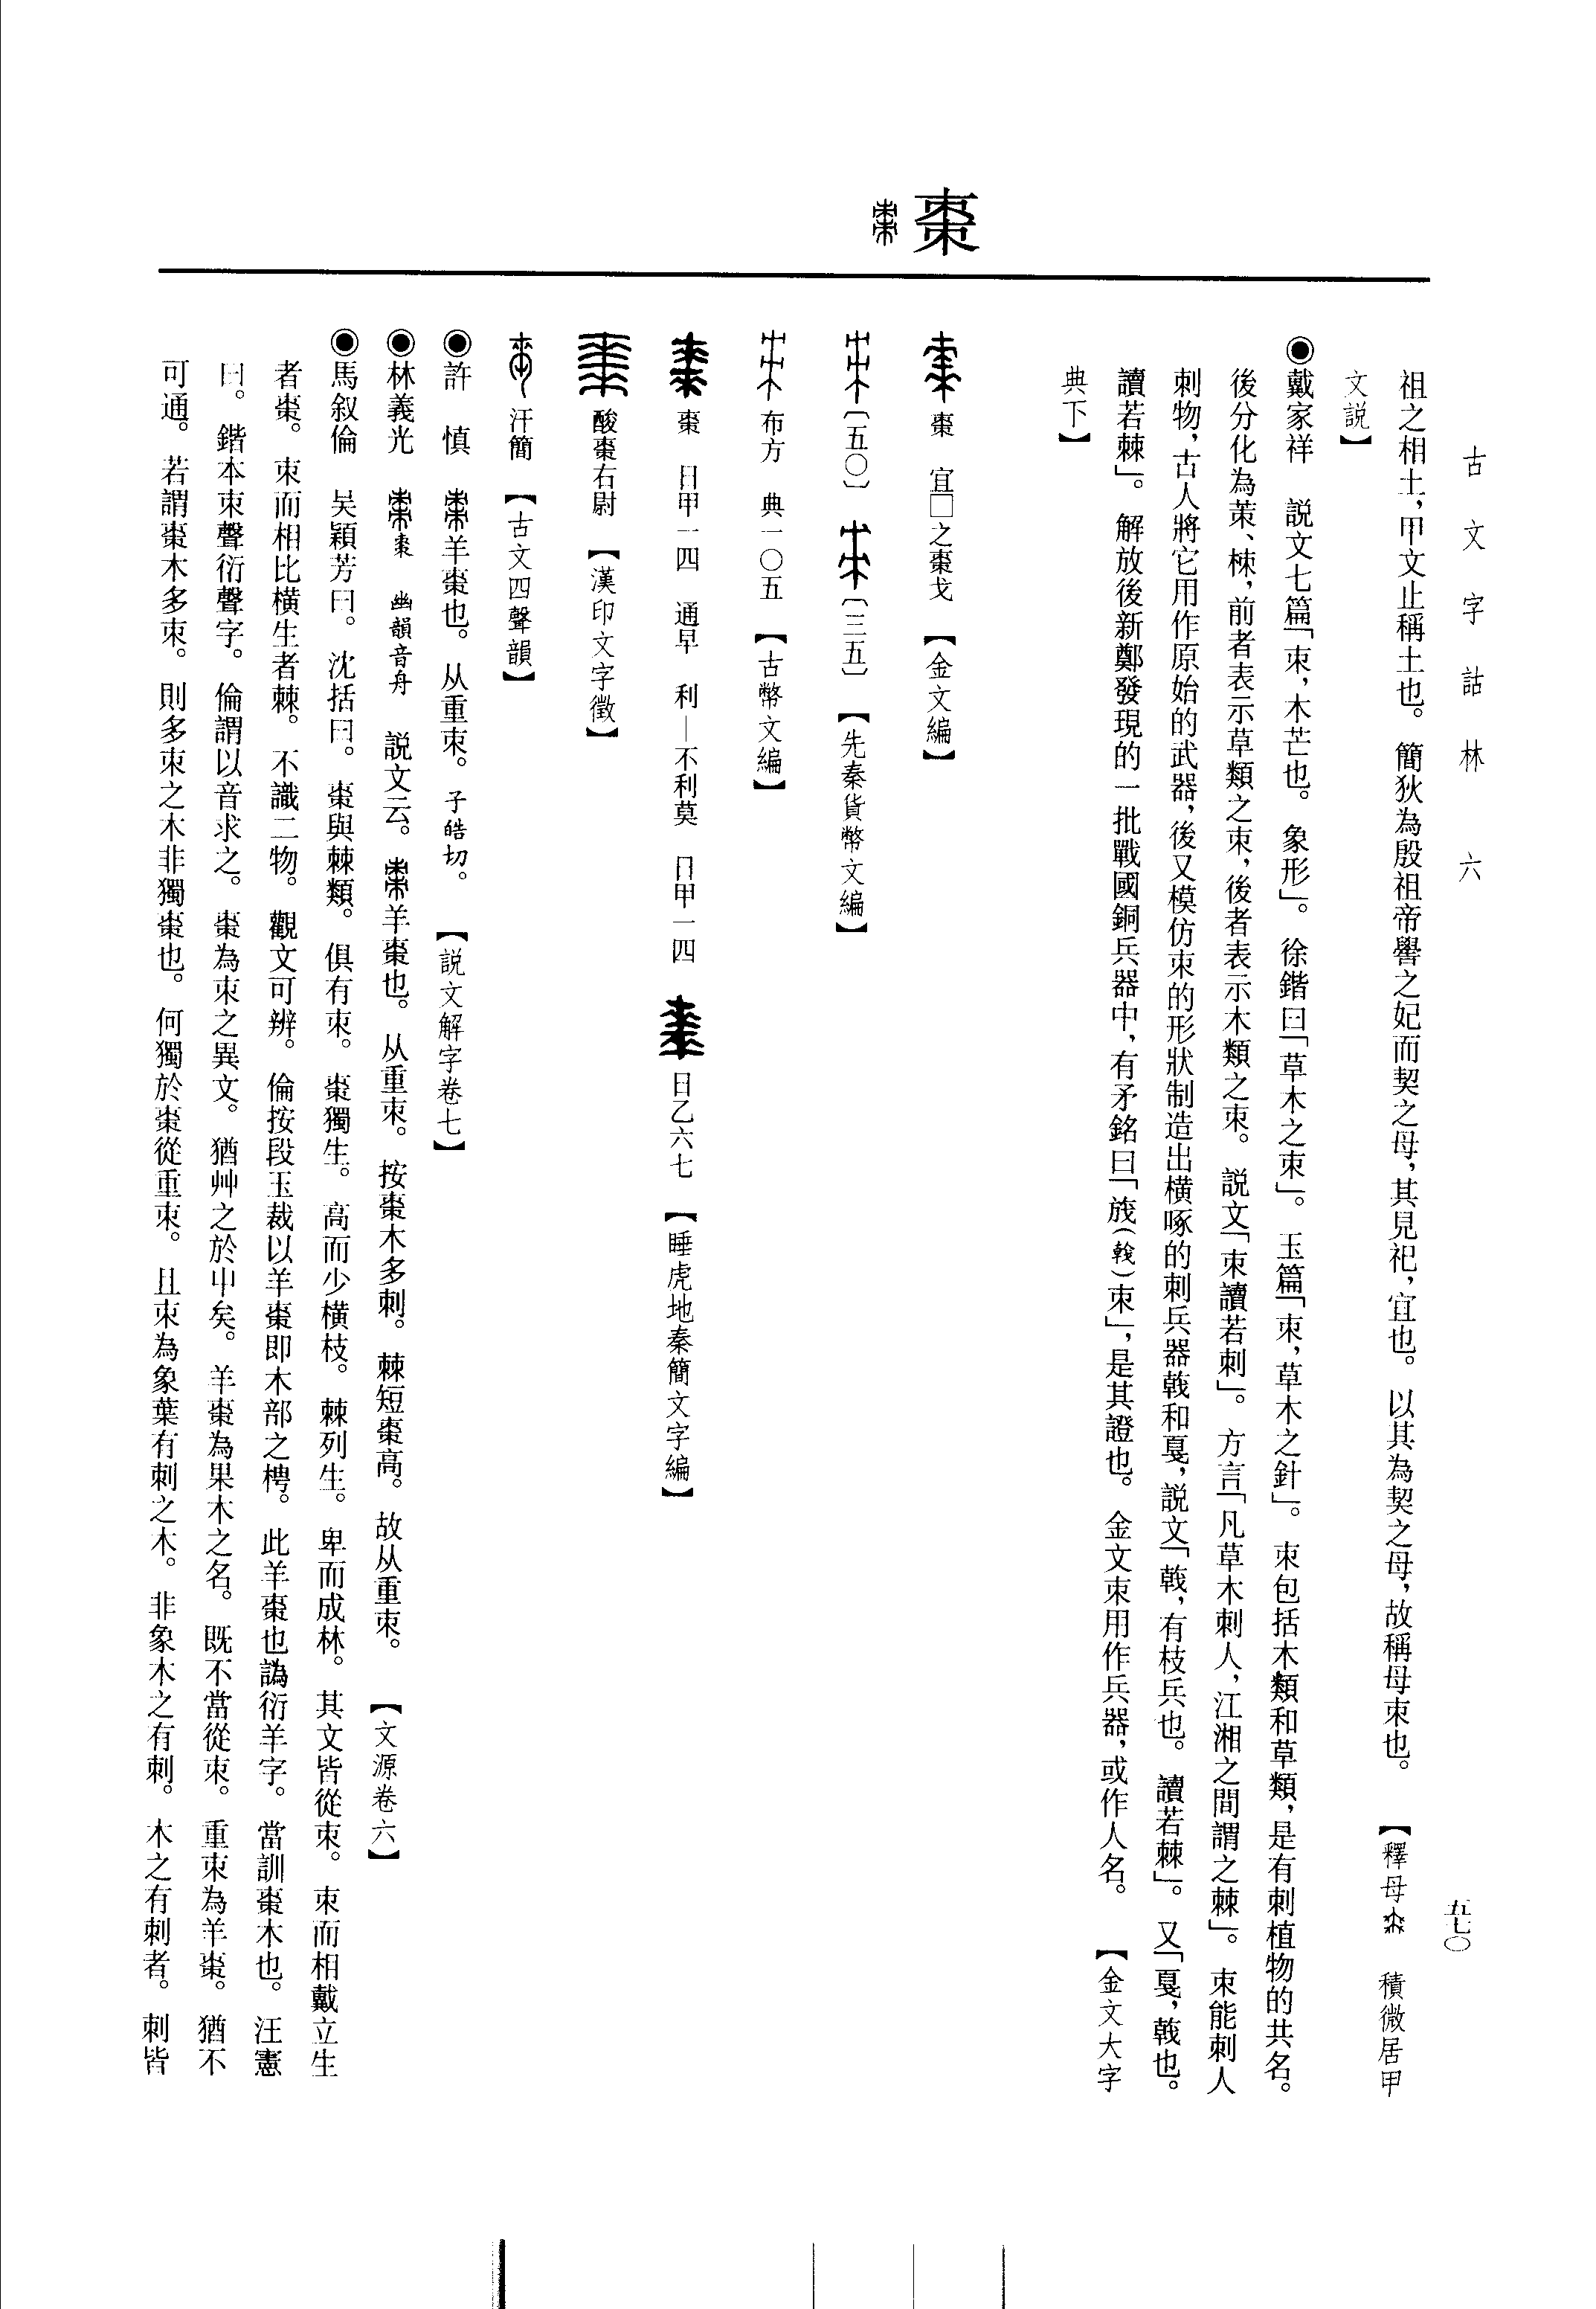 古文字詁林 六
五七〇
棗
祖之相土，甲文止稱土也。簡狄為殷祖帝嚳之妃而契之母，其見祀，宜也。以其為契之母，故稱母朿也。【釋母 積微居甲
文説】
◉戴家祥 説文七篇「朿，木芒也。象形」。徐鍇曰「草木之朿」。玉篇「朿，草木之針」。朿包括木類和草類，是有刺植物的共名。
後分化為茦、梀，前者表示草類之朿，後者表示木類之朿。説文「朿讀若刺」。方言「凡草木刺人，江湘之間謂之棘」。朿能刺人
刺物，古人將它用作原始的武器，後又模仿朿的形狀制造出横啄的刺兵器戟和戛，説文「戟，有枝兵也。讀若棘」。又「戛，戟也。
讀若棘」。解放後新鄭發現的一批戰國銅兵器中，有矛銘曰「㦸朿」，是其證也。金文朿用作兵器，或作人名。【金文大字
典下】
棗 宜□之棗戈 【金文編】
〔五〇〕 〔三五〕 【先秦貨幣文編】
布方 典一〇五 【古幣文編】
棗 日甲一四 通早 利—不利莫 日甲一四 日乙六七 【睡虎地秦簡文字編】
酸棗右尉 【漢印文字徵】
汗簡 【古文四聲韻】
◉許 慎 羊棗也。从重朿。子皓切。【説文解字卷七】
◉林義光 棗 幽韻音舟 説文云。羊棗也。从重朿。按棗木多刺。棘短棗高。故从重朿。【文源卷六】
◉馬叙倫 吴穎芳曰。沈括曰。棗與棘類。俱有朿。棗獨生。高而少横枝。棘列生。卑而成林。其文皆從朿。朿而相戴立生
者棗。朿而相比横生者棘。不識二物。觀文可辨。倫按段玉裁以羊棗即木部之梬。此羊棗也譌衍羊字。當訓棗木也。汪憲
曰。鍇本朿聲衍聲字。倫謂以音求之。棗為朿之異文。猶艸之於屮矣。羊棗為果木之名。既不當從朿。重朿為羊棗。猶不
可通。若謂棗木多朿。則多朿之木非獨棗也。何獨於棗從重朿。且朿為象葉有刺之木。非象木之有刺。木之有刺者。刺皆